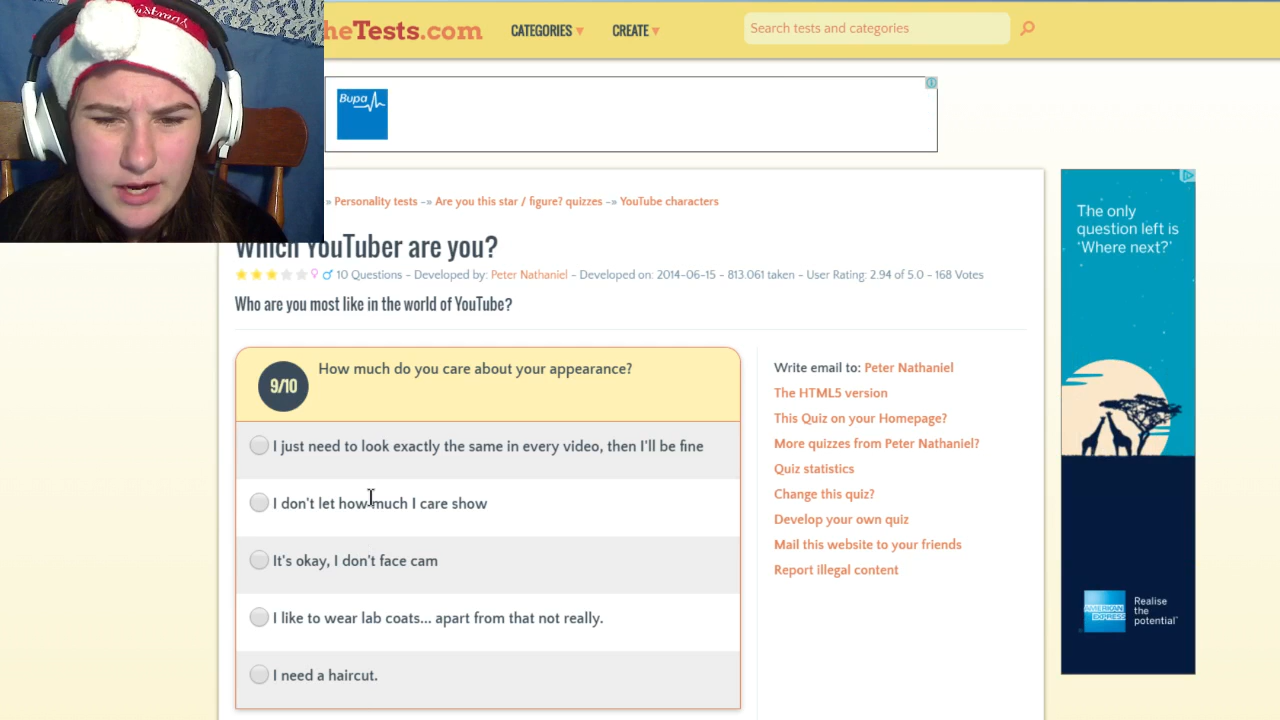 Christmas
heTests.com
CATEGORIES ▾
CREATE ▾
Search tests and categories
Bupa
» Personality tests -» Are you this star / figure? quizzes -» YouTube characters
Which YouTuber are you?
10 Questions - Developed by: Peter Nathaniel - Developed on: 2014-06-15 - 813.061 taken - User Rating: 2.94 of 5.0 - 168 Votes
Who are you most like in the world of YouTube?
9/10
How much do you care about your appearance?
I just need to look exactly the same in every video, then I'll be fine
I don't let how much I care show
It's okay, I don't face cam
I like to wear lab coats... apart from that not really.
I need a haircut.
Write email to: Peter Nathaniel
The HTML5 version
This Quiz on your Homepage?
More quizzes from Peter Nathaniel?
Quiz statistics
Change this quiz?
Develop your own quiz
Mail this website to your friends
Report illegal content
The only
question left is
'Where next?'
AMERICAN
EXPRESS
Realise
the
potential™